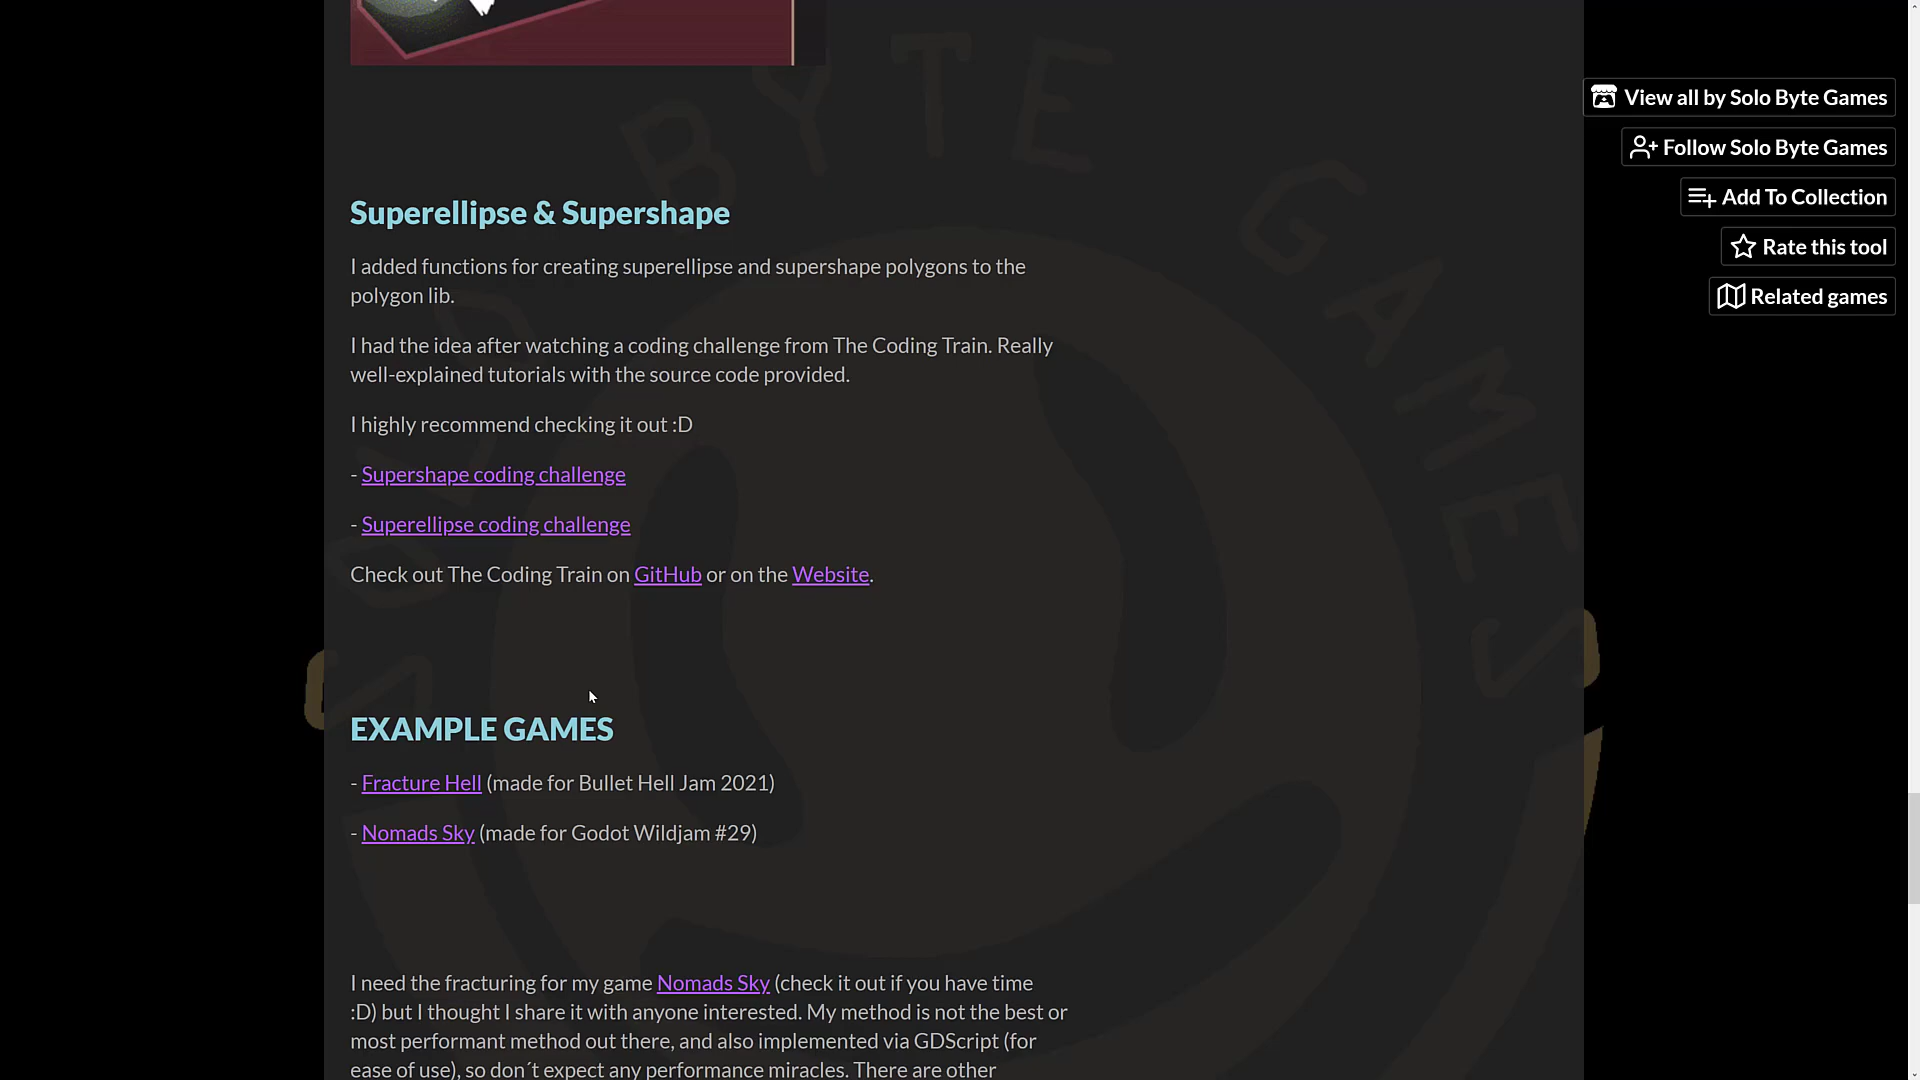 View all by Solo Byte Games
Follow Solo Byte Games
Add To Collection
Rate this tool
Related games
BYTE GAMES
Superellipse & Supershape
I added functions for creating superellipse and supershape polygons to the
polygon lib.
I had the idea after watching a coding challenge from The Coding Train. Really
well-explained tutorials with the source code provided.
I highly recommend checking it out :D
- Supershape coding challenge
- Superellipse coding challenge
Check out The Coding Train on GitHub or on the Website.
EXAMPLE GAMES
- Fracture Hell (made for Bullet Hell Jam 2021)
- Nomads Sky (made for Godot Wildjam #29)
I need the fracturing for my game Nomads Sky (check it out if you have time
:D) but I thought I share it with anyone interested. My method is not the best or
most performant method out there, and also implemented via GDScript (for
ease of use), so don´t expect any performance miracles. There are other